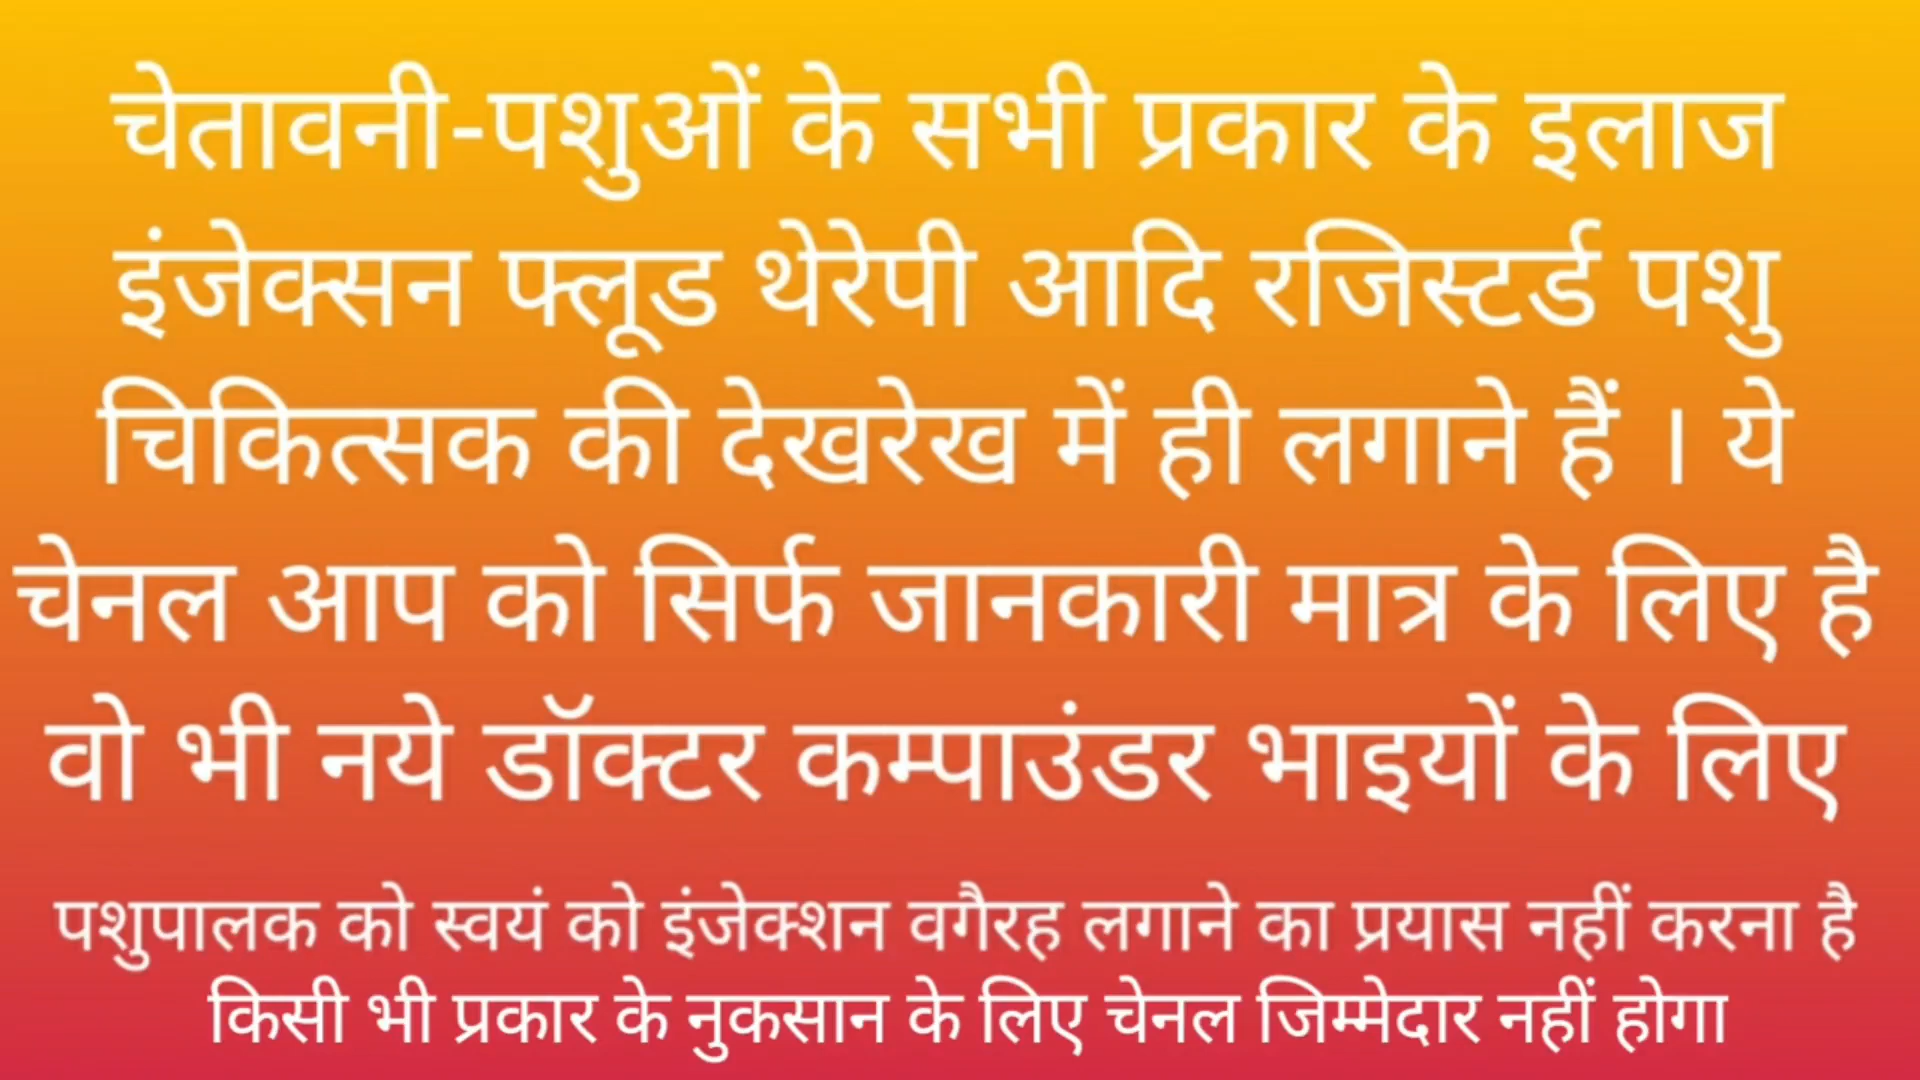 चेतावनी-पशुओं के सभी प्रकार के इलाज
इंजेक्सन फ्लूड थेरेपी आदि रजिस्टर्ड पशु
चिकित्सक की देखरेख में ही लगाने हैं । ये
चेनल आप को सिर्फ जानकारी मात्र के लिए है
वो भी नये डॉक्टर कम्पाउंडर भाइयों के लिए
पशुपालक को स्वयं को इंजेक्शन वगैरह लगाने का प्रयास नहीं करना है
किसी भी प्रकार के नुकसान के लिए चेनल जिम्मेदार नहीं होगा